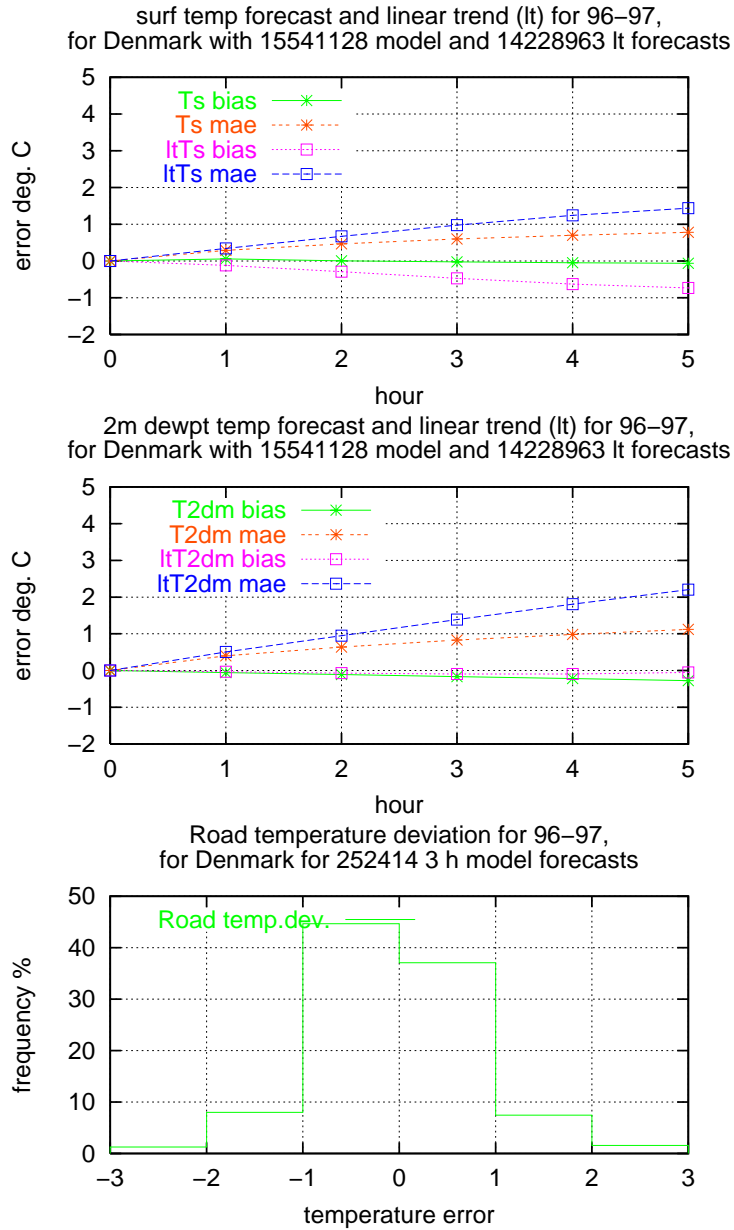 surf temp forecast and linear trend (lt) for 96−97,
for Denmark with 15541128 model and 14228963 lt forecasts
5
4
3
2
1
0
−1
−2
error deg. C
Ts bias
Ts mae
ltTs bias
ltTs mae
0 1 2 3 4 5
hour
2m dewpt temp forecast and linear trend (lt) for 96−97,
for Denmark with 15541128 model and 14228963 lt forecasts
5
4
3
2
1
0
−1
−2
error deg. C
T2dm bias
T2dm mae
ltT2dm bias
ltT2dm mae
0 1 2 3 4 5
hour
Road temperature deviation for 96−97,
for Denmark for 252414 3 h model forecasts
50
40
30
20
10
0
frequency %
Road temp.dev.
−3 −2 −1 0 1 2 3
temperature error